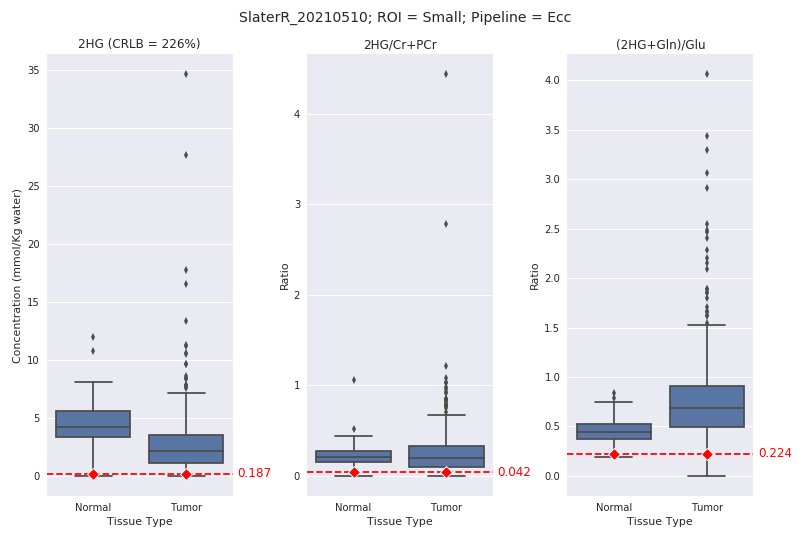 SlaterR_20210510; ROI = Small; Pipeline = Ecc
2HG (CRLB = 226%)
35
30
25
20
15
10
5
0
Concentration (mmol/Kg water)
0.187
Normal Tumor
Tissue Type
2HG/Cr+PCr
4
3
2
1
0
Ratio
0.042
Normal Tumor
Tissue Type
(2HG+Gln)/Glu
4.0
3.5
3.0
2.5
2.0
1.5
1.0
0.5
0.0
Ratio
0.224
Normal Tumor
Tissue Type